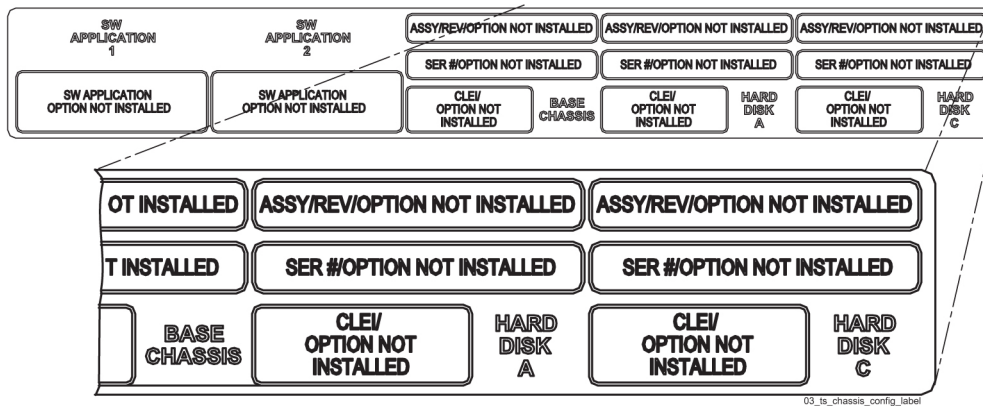 SW
APPLICATION
1
SW
APPLICATION
2
ASSY/REV/OPTION NOT INSTALLED
ASSY/REV/OPTION NOT INSTALLED
ASSY/REV/OPTION NOT INSTALLED
SER #/OPTION NOT INSTALLED
SER #/OPTION NOT INSTALLED
SER #/OPTION NOT INSTALLED
SW APPLICATION
OPTION NOT INSTALLED
SW APPLICATION
OPTION NOT INSTALLED
CLEI/
OPTION NOT
INSTALLED
BASE
CHASSIS
CLEI/
OPTION NOT
INSTALLED
HARD
DISK
A
CLEI/
OPTION NOT
INSTALLED
HARD
DISK
C
OT INSTALLED
ASSY/REV/OPTION NOT INSTALLED
ASSY/REV/OPTION NOT INSTALLED
T INSTALLED
SER #/OPTION NOT INSTALLED
SER #/OPTION NOT INSTALLED
BASE
CHASSIS
CLEI/
OPTION NOT
INSTALLED
HARD
DISK
A
CLEI/
OPTION NOT
INSTALLED
HARD
DISK
C
03_ts_chassis_config_label